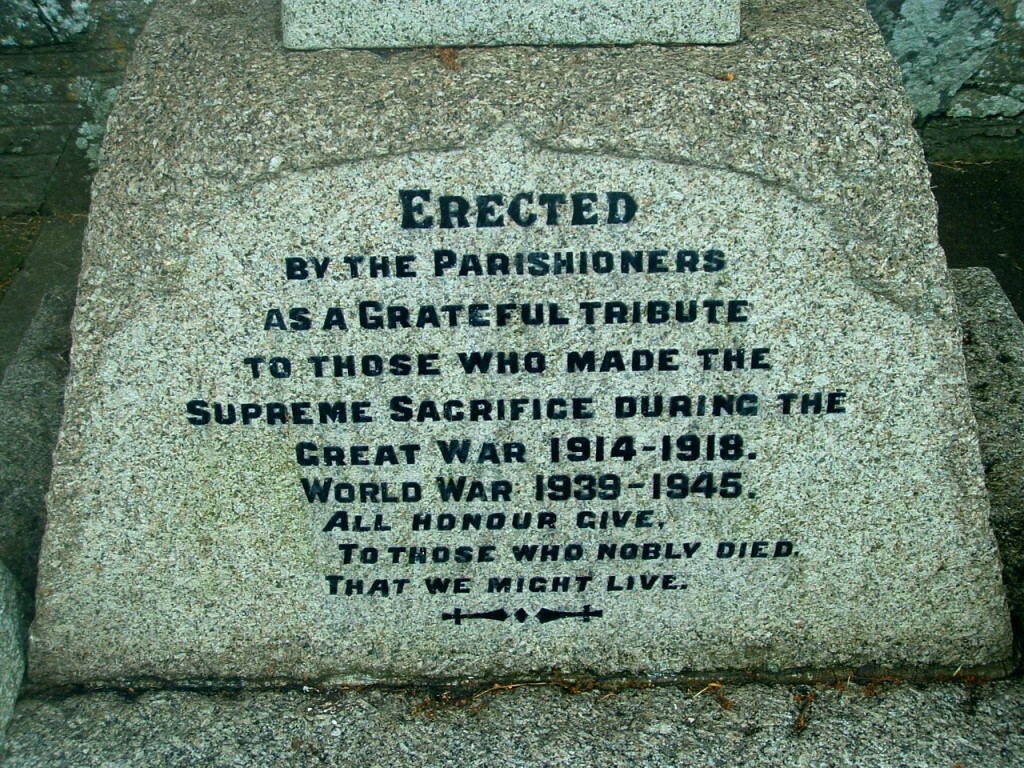 ERECTED
BY THE PARISHIONERS
AS A GRATEFUL TRIBUTE
TO THOSE WHO MADE THE
SUPREME SACRIFICE DURING THE
GREAT WAR 1914-1918.
WORLD WAR 1939-1945.
ALL HONOUR GIVE,
TO THOSE WHO NOBLY DIED.
THAT WE MIGHT LIVE.